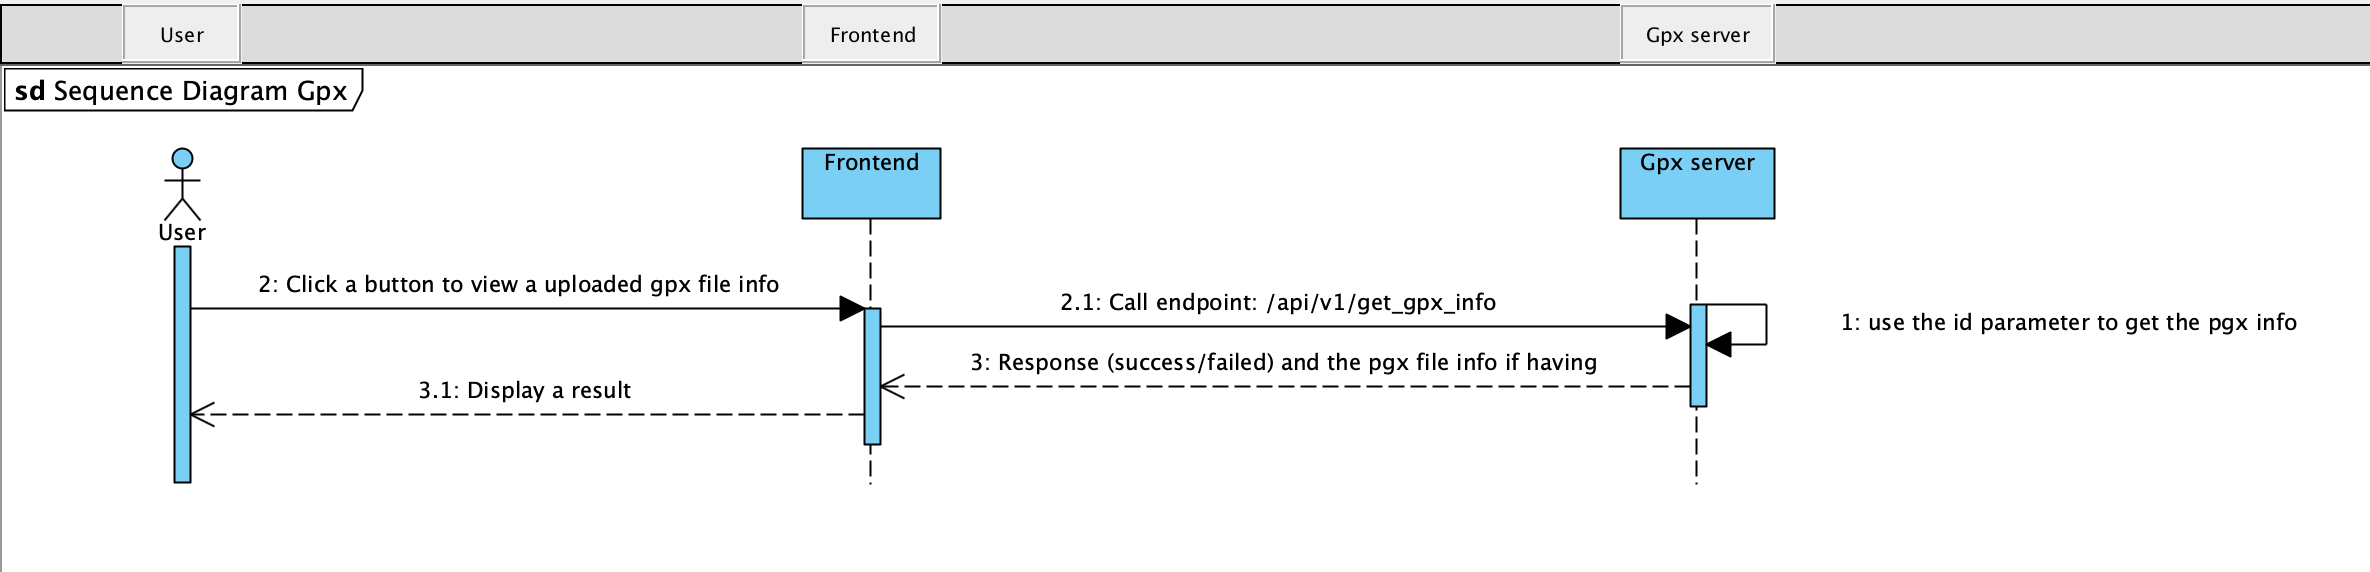 User
Frontend
Gpx server
sd Sequence Diagram Gpx
User
Frontend
Gpx server
2: Click a button to view a uploaded gpx file info
2.1: Call endpoint: /api/v1/get_gpx_info
1: use the id parameter to get the pgx info
3: Response (success/failed) and the pgx file info if having
3.1: Display a result